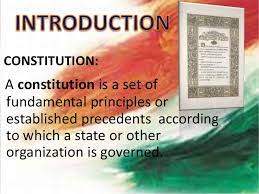 INTRODUCTION
CONSTITUTION:
A constitution is a set of
fundamental principles or
established precedents according
to which a state or other
organization is governed.